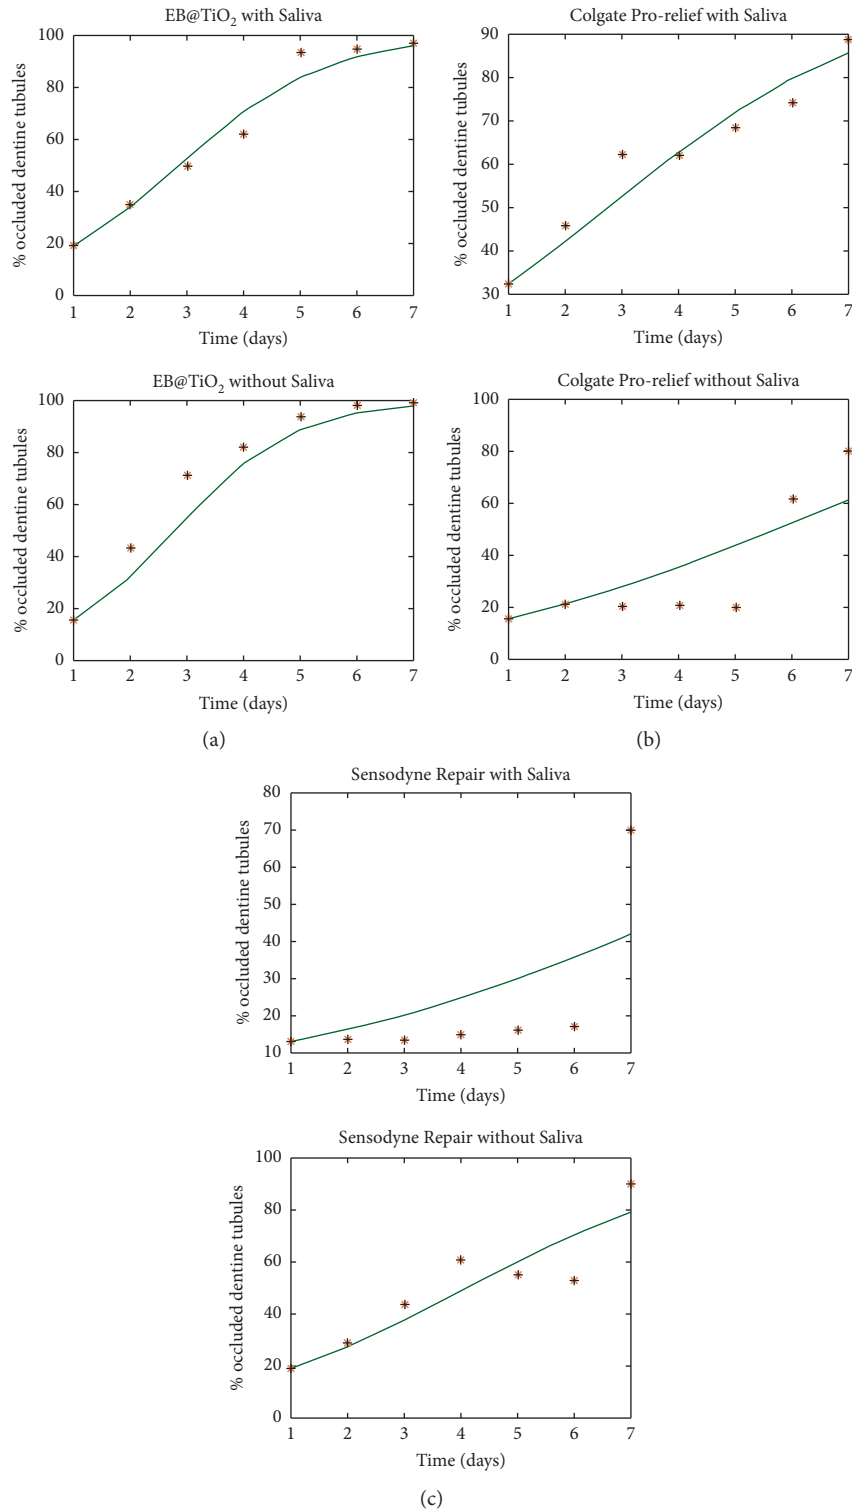 EB@TiO2 with Saliva
% occluded dentine tubules
100
80
60
40
20
0
1 2 3 4 5 6 7
Time (days)
EB@TiO2 without Saliva
% occluded dentine tubules
100
80
60
40
20
0
1 2 3 4 5 6 7
Time (days)
(a)
Colgate Pro-relief with Saliva
% occluded dentine tubules
90
80
70
60
50
40
30
1 2 3 4 5 6 7
Time (days)
Colgate Pro-relief without Saliva
% occluded dentine tubules
100
80
60
40
20
0
1 2 3 4 5 6 7
Time (days)
(b)
Sensodyne Repair with Saliva
% occluded dentine tubules
80
70
60
50
40
30
20
10
1 2 3 4 5 6 7
Time (days)
Sensodyne Repair without Saliva
% occluded dentine tubules
100
80
60
40
20
0
1 2 3 4 5 6 7
Time (days)
(c)